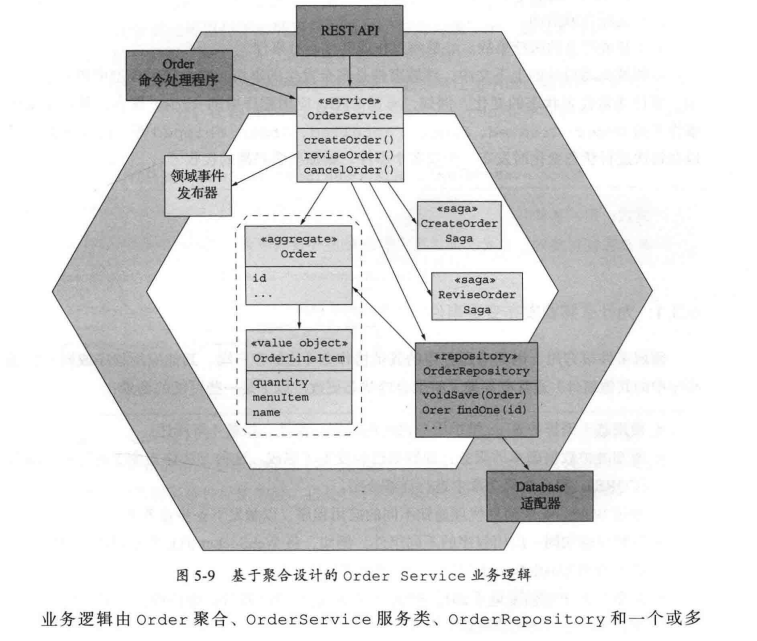 REST API
Order
命令处理程序
«service»
OrderService
createOrder()
reviseOrder()
cancelOrder()
领域事件
发布器
«saga»
CreateOrder
Saga
«aggregate»
Order
id
...
«saga»
ReviseOrder
Saga
«value object»
OrderLineItem
quantity
menuItem
name
«repository»
OrderRepository
voidSave(Order)
Orer findOne(id)
...
Database
适配器
图 5-9 基于聚合设计的 Order Service 业务逻辑
业务逻辑由 Order 聚合、OrderService 服务类、OrderRepository 和一个或多